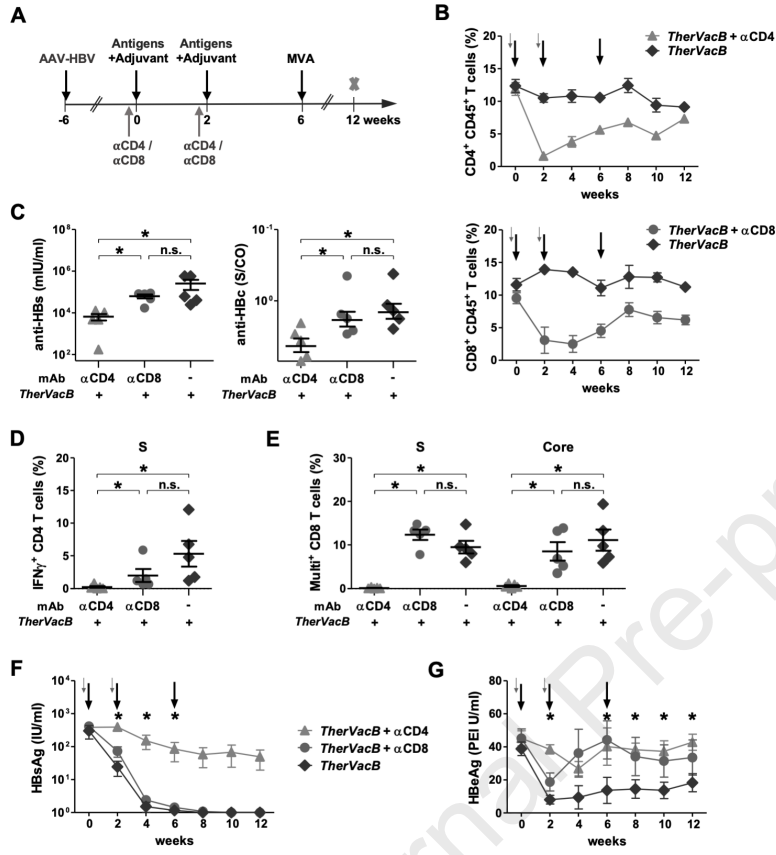 A
AAV-HBV
Antigens
+Adjuvant
Antigens
+Adjuvant
MVA
-6
0
2
6
12 weeks
αCD4 /
αCD8
αCD4 /
αCD8
B
TherVacB + αCD4
TherVacB
CD4+ CD45+ T cells (%)
20
15
10
5
0
0 2 4 6 8 10 12
weeks
TherVacB + αCD8
TherVacB
CD8+ CD45+ T cells (%)
20
15
10
5
0
0 2 4 6 8 10 12
weeks
C
anti-HBs (mIU/ml)
10^8
10^6
10^4
10^2
*
* n.s.
mAb αCD4 αCD8 -
TherVacB + + +
anti-HBc (S/CO)
10^-1
10^0
*
* n.s.
αCD4 αCD8 -
+ + +
D
S
IFNγ+ CD4 T cells (%)
20
15
10
5
0
*
* n.s.
mAb αCD4 αCD8 -
TherVacB + + +
E
S Core
Multi+ CD8 T cells (%)
30
20
10
0
* *
* n.s. * n.s.
mAb αCD4 αCD8 - αCD4 αCD8 -
TherVacB + + + + + +
F
HBsAg (IU/ml)
10^4
10^3
10^2
10^1
10^0
* * *
0 2 4 6 8 10 12
weeks
TherVacB + αCD4
TherVacB + αCD8
TherVacB
G
HBeAg (PEI U/ml)
80
60
40
20
0
* * * * *
0 2 4 6 8 10 12
weeks
rnal Pre-pr